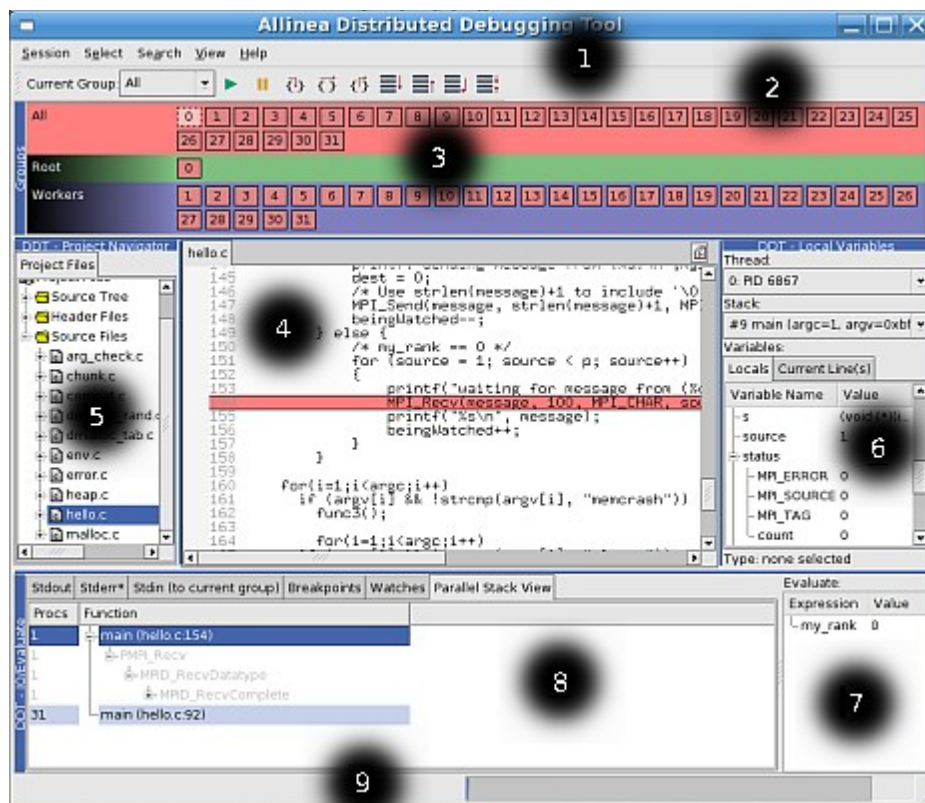 Allinea Distributed Debugging Tool
Session Select Search View Help
1
2
Current Group: All
All 0 1 2 3 4 5 6 7 8 9 10 11 12 13 14 15 16 17 18 19 20 21 22 23 24 25
26 27 28 29 30 31
3
Groups
Root 0
Workers 1 2 3 4 5 6 7 8 9 10 11 12 13 14 15 16 17 18 19 20 21 22 23 24 25 26
27 28 29 30 31
DDT - Project Navigator
Project Files
Source Tree
Header Files
Source Files
arg_check.c
chunk.c
5
env.c
error.c
heap.c
hello.c
malloc.c
hello.c
4
145 dest = 0;
146 /* Use strlen(message)+1 to include '\0
147 MPI_Send(message, strlen(message)+1, MP
148 beingWatched--;
149 } else {
150 /* my_rank == 0 */
151 for (source = 1; source < p; source++)
152 {
153 printf("waiting for message from (%
MPI_Recv(message, 100, MPI_CHAR, sou
155 printf("%s\n", message);
156 beingWatched++;
157 }
158 }
159
160 for(i=1;i<argc;i++)
161 if (argv[i] && !strcmp(argv[i], "memcrash"))
162 func3();
163
for(i=1;i<argc;i++)
DDT - Local Variables
Thread:
0: PID 6867
Stack:
#9 main (argc=1, argv=0xbf
Variables:
Locals Current Line(s)
Variable Name Value
s
source 1
6
status
MPI_ERROR 0
MPI_SOURCE 0
MPI_TAG 0
count 0
Type: none selected
Stdout Stderr* Stdin (to current group) Breakpoints Watches Parallel Stack View
Procs Function
1 main (hello.c:154)
1 PMPI_Recv
1 MRD_RecvDatatype
1 MRD_RecvComplete
31 main (hello.c:92)
8
Evaluate:
Expression Value
my_rank 0
7
9